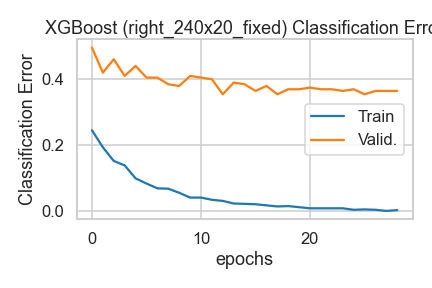 XGBoost (right_240x20_fixed) Classification Erro
Classification Error
0.4
0.2
0.0
Train
Valid.
0
10
20
epochs